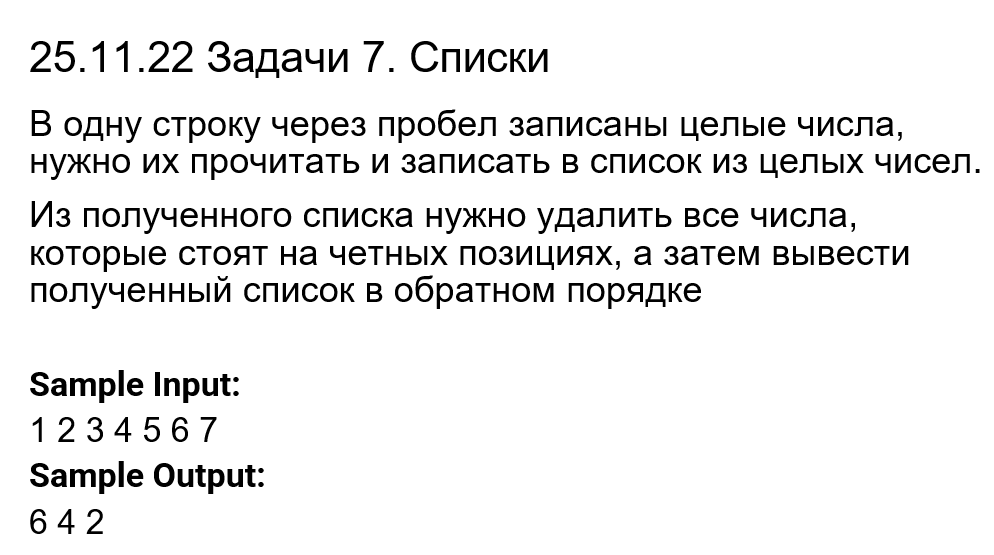 25.11.22 Задачи 7. Списки
В одну строку через пробел записаны целые числа,
нужно их прочитать и записать в список из целых чисел.
Из полученного списка нужно удалить все числа,
которые стоят на четных позициях, а затем вывести
полученный список в обратном порядке
Sample Input:
1 2 3 4 5 6 7
Sample Output:
6 4 2